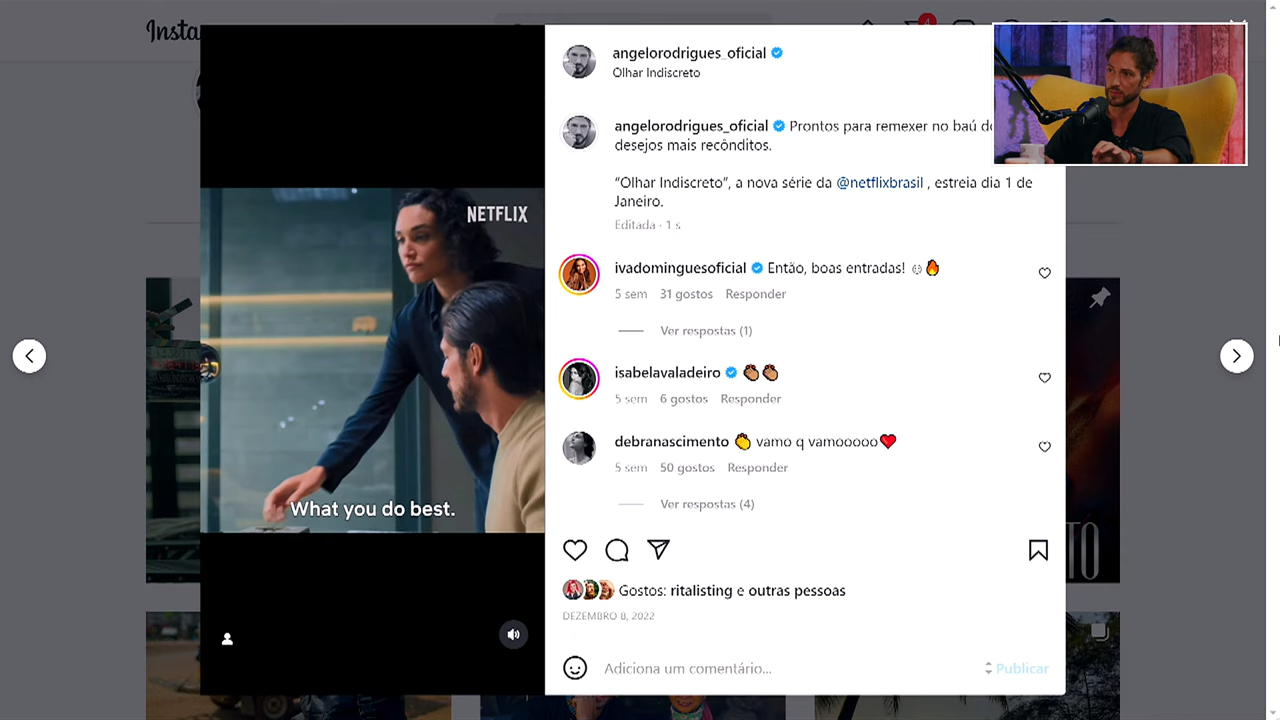 Insta
4
angelorodrigues_oficial
Olhar Indiscreto
angelorodrigues_oficial Prontos para remexer no baú
desejos mais recônditos.
“Olhar Indiscreto”, a nova série da @netflixbrasil , estreia dia 1 de
Janeiro.
Editada · 1 s
NETFLIX
What you do best.
ivadominguesoficial Então, boas entradas! 😏🔥
5 sem 31 gostos Responder
Ver respostas (1)
isabelavaladeiro 👏🏽👏🏽
5 sem 6 gostos Responder
debranascimento 👏 vamo q vamooooo❤️
5 sem 50 gostos Responder
Ver respostas (4)
Gostos: ritalisting e outras pessoas
DEZEMBRO 8, 2022
Adiciona um comentário...
Publicar